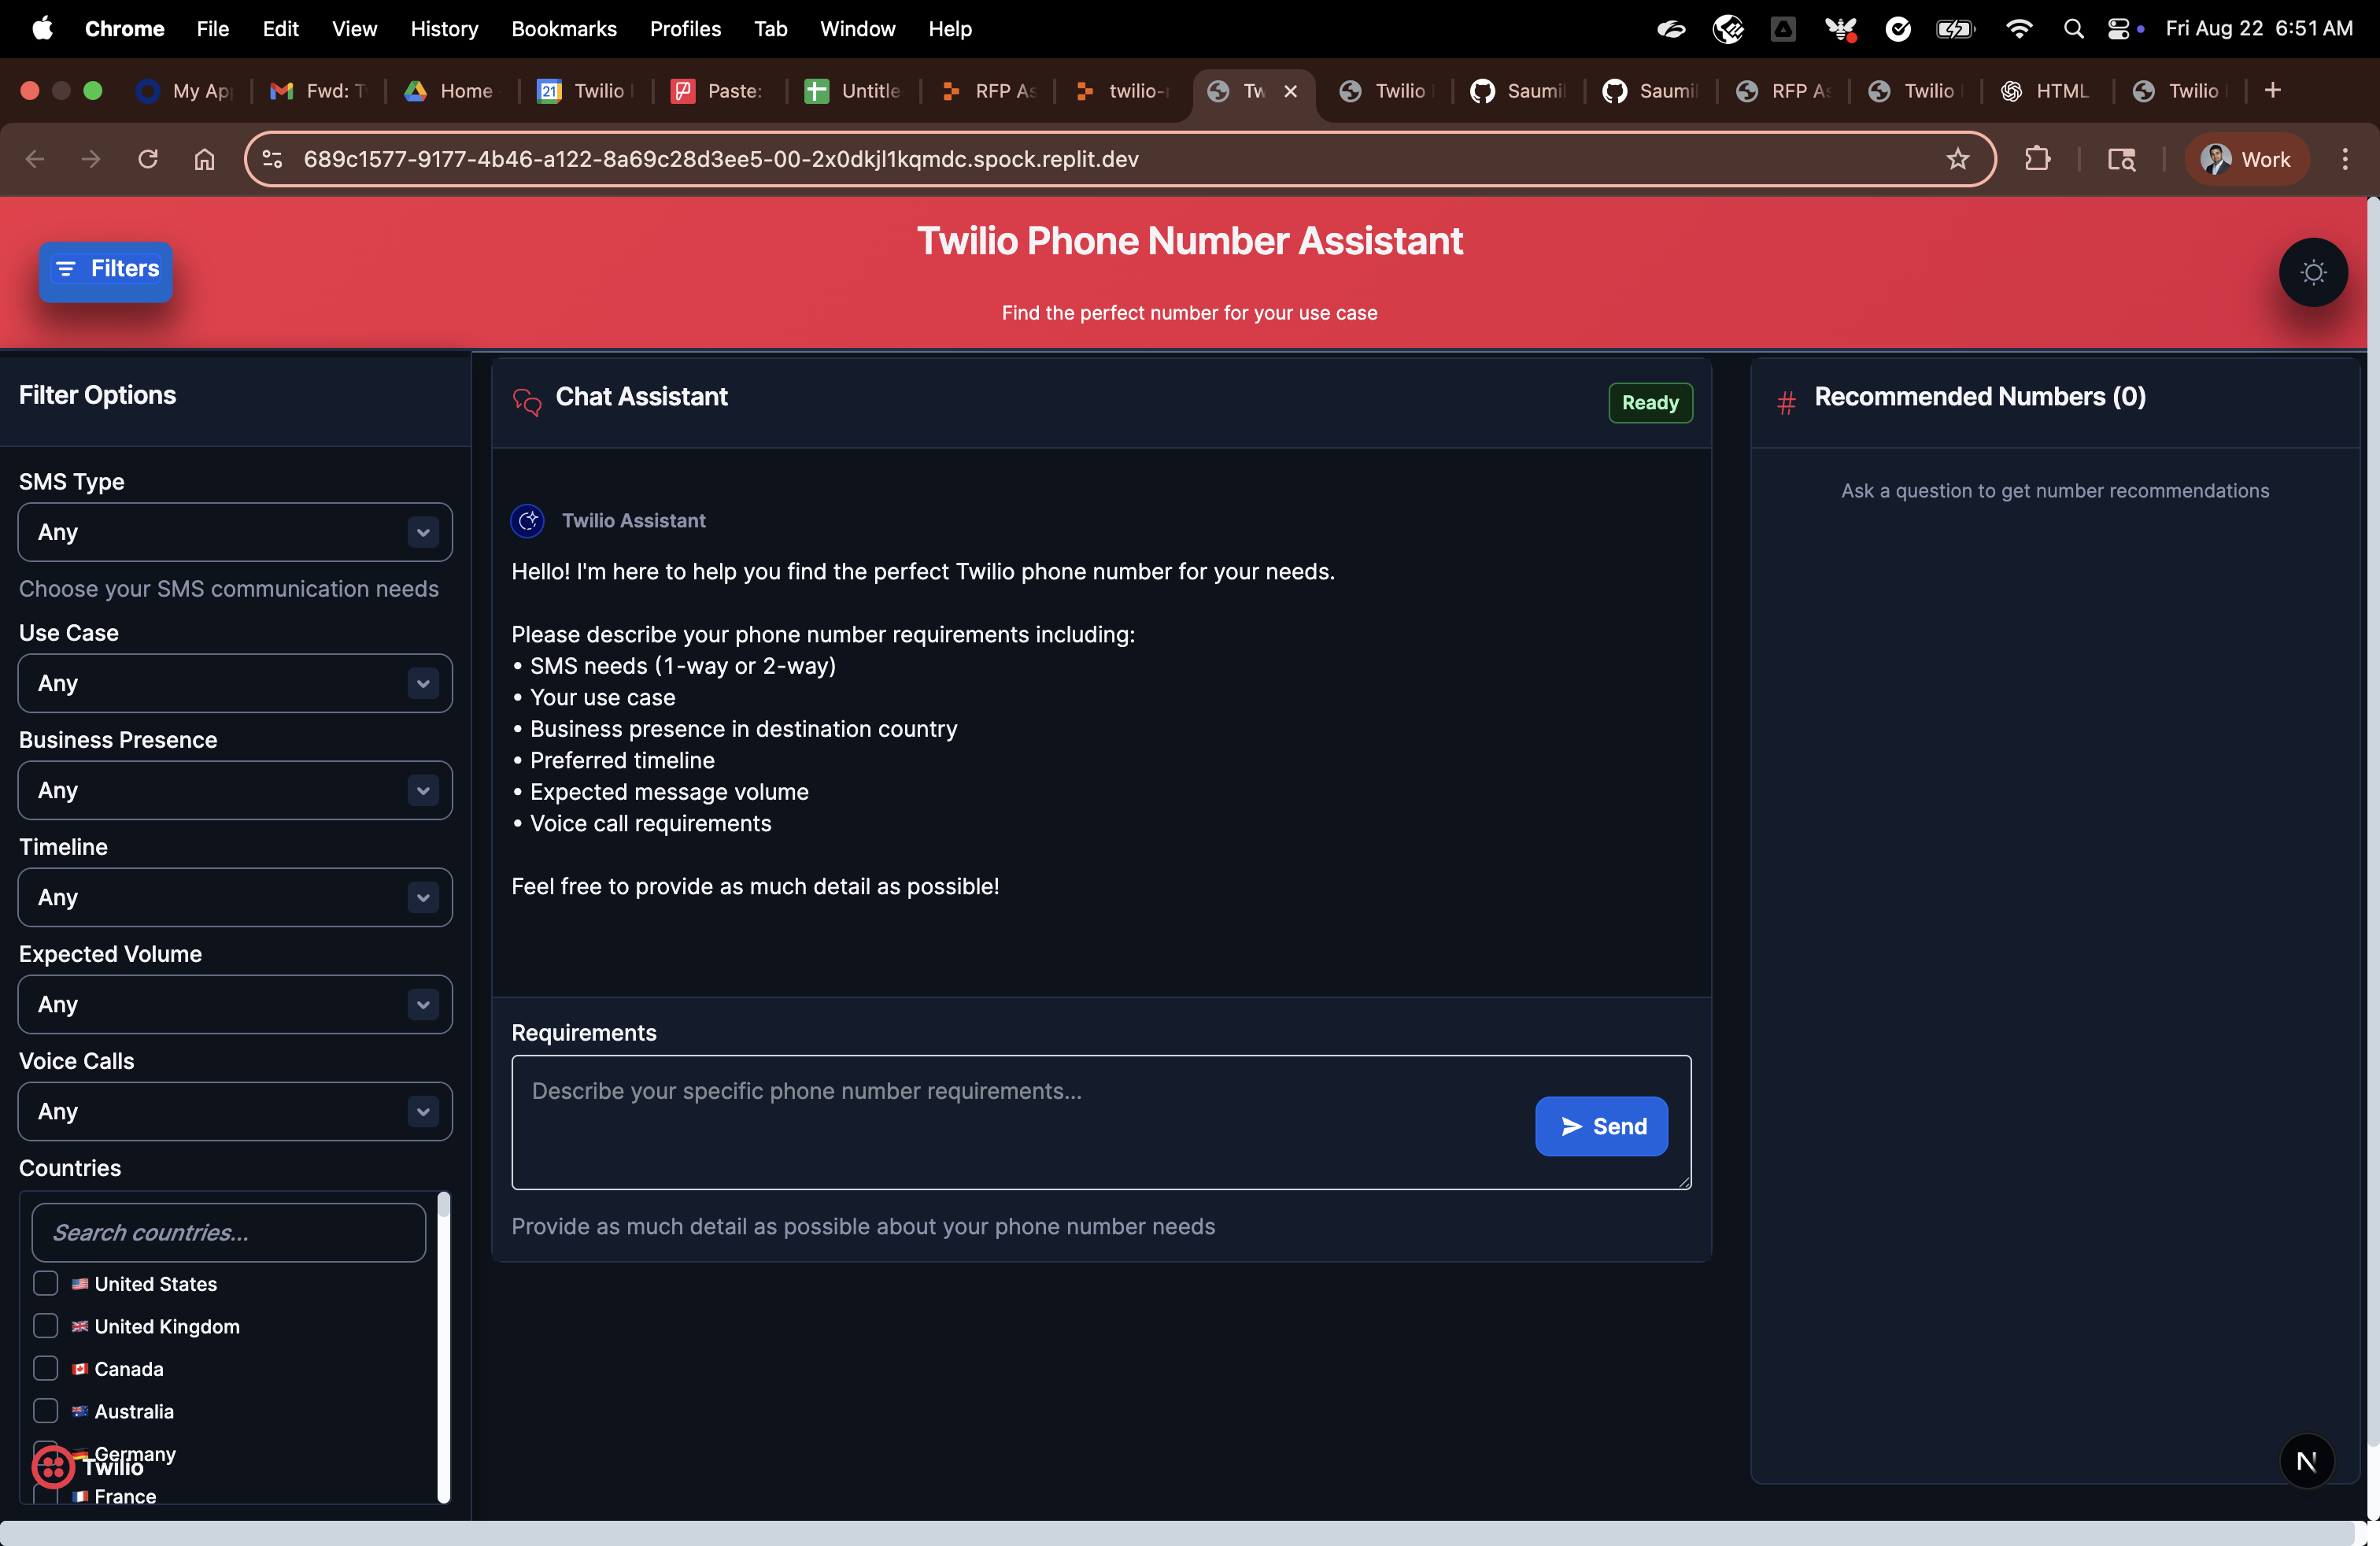 Chrome File Edit View History Bookmarks Profiles Tab Window Help Fri Aug 22 6:51 AM
My Ap Fwd: T Home Twilio Paste: Untitle RFP As twilio- Tw Twilio Saumil Saumil RFP As Twilio HTML Twilio
689c1577-9177-4b46-a122-8a69c28d3ee5-00-2x0dkjl1kqmdc.spock.replit.dev Work
Twilio Phone Number Assistant
Filters
Find the perfect number for your use case
Filter Options
SMS Type
Any
Choose your SMS communication needs
Use Case
Any
Business Presence
Any
Timeline
Any
Expected Volume
Any
Voice Calls
Any
Countries
Search countries...
United States
United Kingdom
Canada
Australia
Germany
Twilio
France
Chat Assistant
Ready
Twilio Assistant
Hello! I'm here to help you find the perfect Twilio phone number for your needs.
Please describe your phone number requirements including:
• SMS needs (1-way or 2-way)
• Your use case
• Business presence in destination country
• Preferred timeline
• Expected message volume
• Voice call requirements
Feel free to provide as much detail as possible!
Requirements
Describe your specific phone number requirements...
Send
Provide as much detail as possible about your phone number needs
# Recommended Numbers (0)
Ask a question to get number recommendations
N